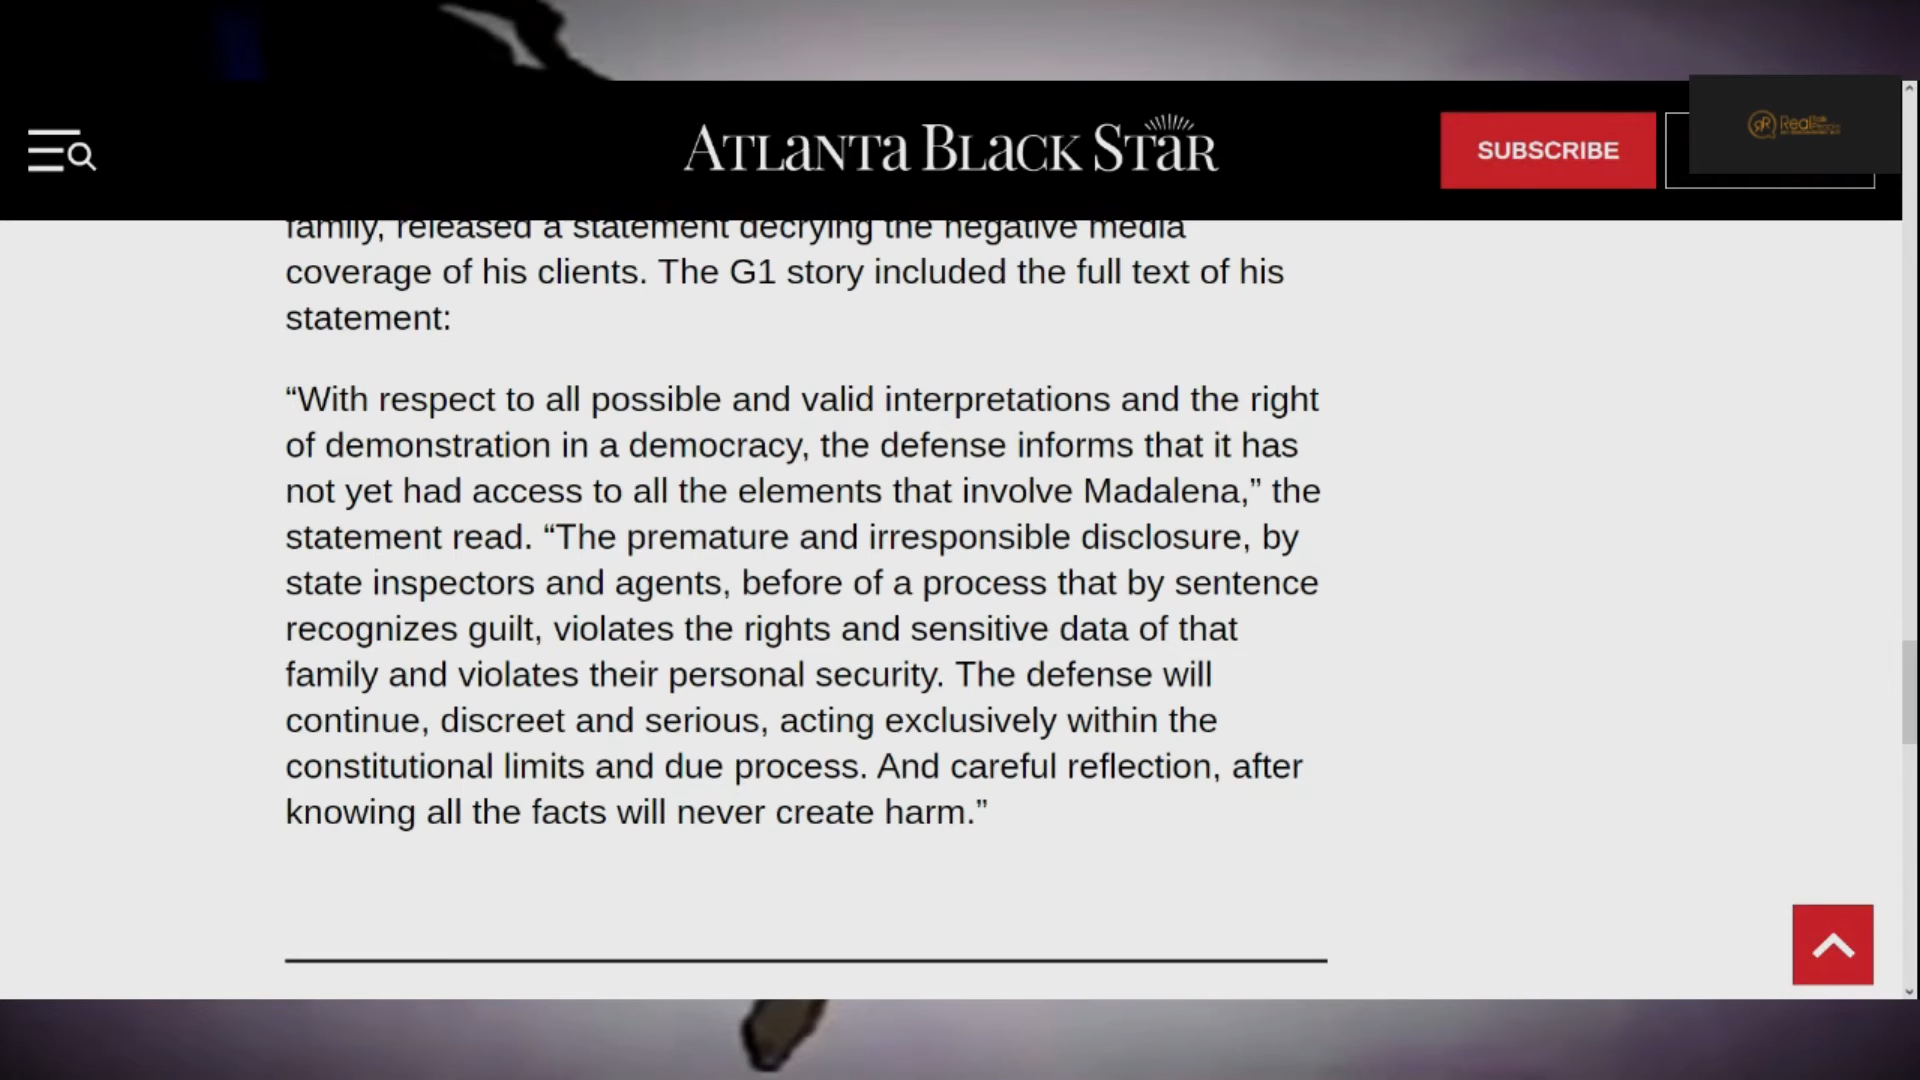 ATLANTA BLACK STAR
SUBSCRIBE
Real
family, released a statement decrying the negative media
coverage of his clients. The G1 story included the full text of his
statement:
“With respect to all possible and valid interpretations and the right
of demonstration in a democracy, the defense informs that it has
not yet had access to all the elements that involve Madalena,” the
statement read. “The premature and irresponsible disclosure, by
state inspectors and agents, before of a process that by sentence
recognizes guilt, violates the rights and sensitive data of that
family and violates their personal security. The defense will
continue, discreet and serious, acting exclusively within the
constitutional limits and due process. And careful reflection, after
knowing all the facts will never create harm.”